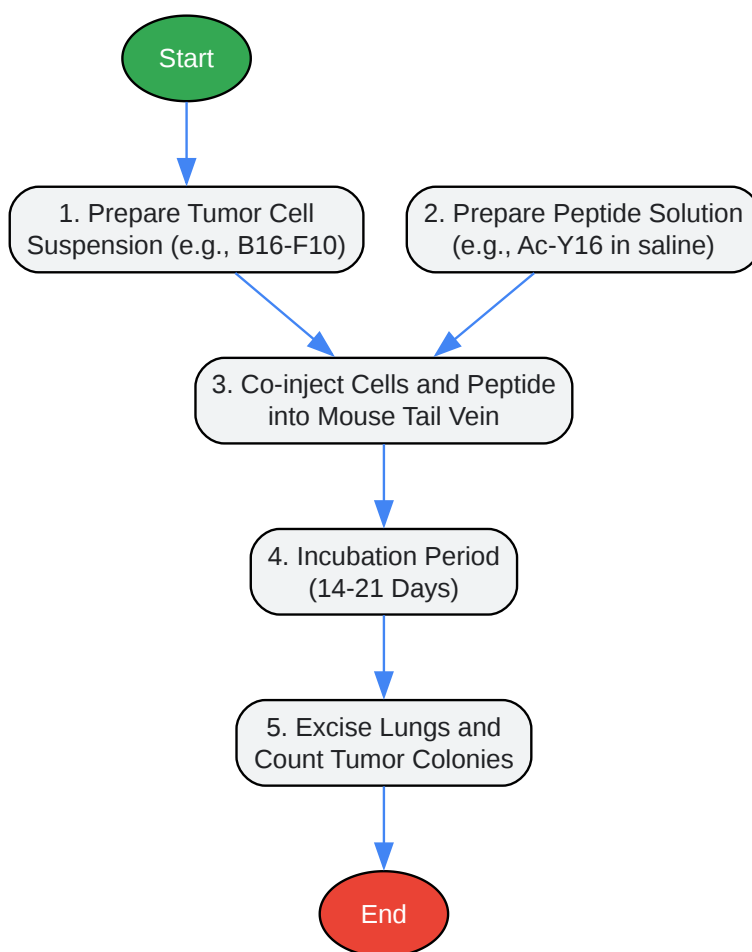 Start
1. Prepare Tumor Cell
Suspension (e.g., B16-F10)
2. Prepare Peptide Solution
(e.g., Ac-Y16 in saline)
3. Co-inject Cells and Peptide
into Mouse Tail Vein
4. Incubation Period
(14-21 Days)
5. Excise Lungs and
Count Tumor Colonies
End